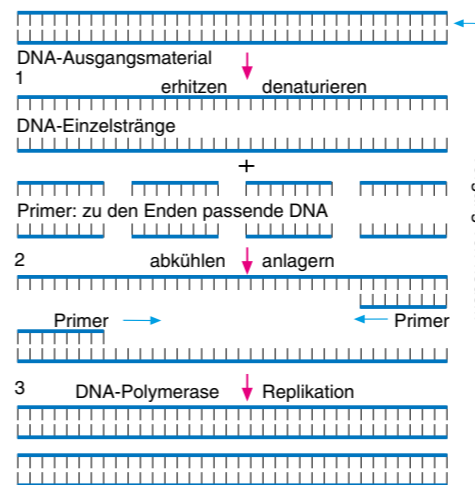 DNA-Ausgangsmaterial
1
erhitzen denaturieren
DNA-Einzelstränge
+
Primer: zu den Enden passende DNA
2 abkühlen anlagern
Primer Primer
3 DNA-Polymerase Replikation